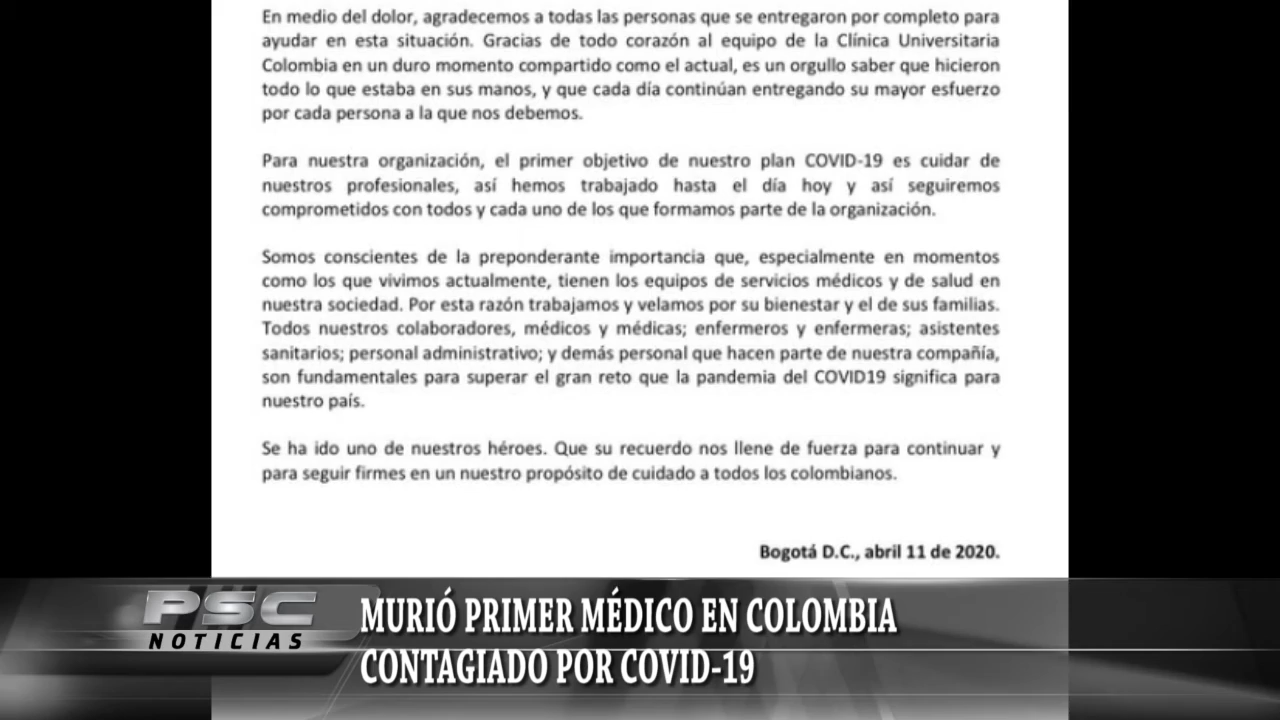 En medio del dolor, agradecemos a todas las personas que se entregaron por completo para
ayudar en esta situación. Gracias de todo corazón al equipo de la Clínica Universitaria
Colombia en un duro momento compartido como el actual, es un orgullo saber que hicieron
todo lo que estaba en sus manos, y que cada día continúan entregando su mayor esfuerzo
por cada persona a la que nos debemos.
Para nuestra organización, el primer objetivo de nuestro plan COVID-19 es cuidar de
nuestros profesionales, así hemos trabajado hasta el día hoy y así seguiremos
comprometidos con todos y cada uno de los que formamos parte de la organización.
Somos conscientes de la preponderante importancia que, especialmente en momentos
como los que vivimos actualmente, tienen los equipos de servicios médicos y de salud en
nuestra sociedad. Por esta razón trabajamos y velamos por su bienestar y el de sus familias.
Todos nuestros colaboradores, médicos y médicas; enfermeros y enfermeras; asistentes
sanitarios; personal administrativo; y demás personal que hacen parte de nuestra compañía,
son fundamentales para superar el gran reto que la pandemia del COVID19 significa para
nuestro país.
Se ha ido uno de nuestros héroes. Que su recuerdo nos llene de fuerza para continuar y
para seguir firmes en un nuestro propósito de cuidado a todos los colombianos.
Bogotá D.C., abril 11 de 2020.
PSC
NOTICIAS
MURIÓ PRIMER MÉDICO EN COLOMBIA
CONTAGIADO POR COVID-19